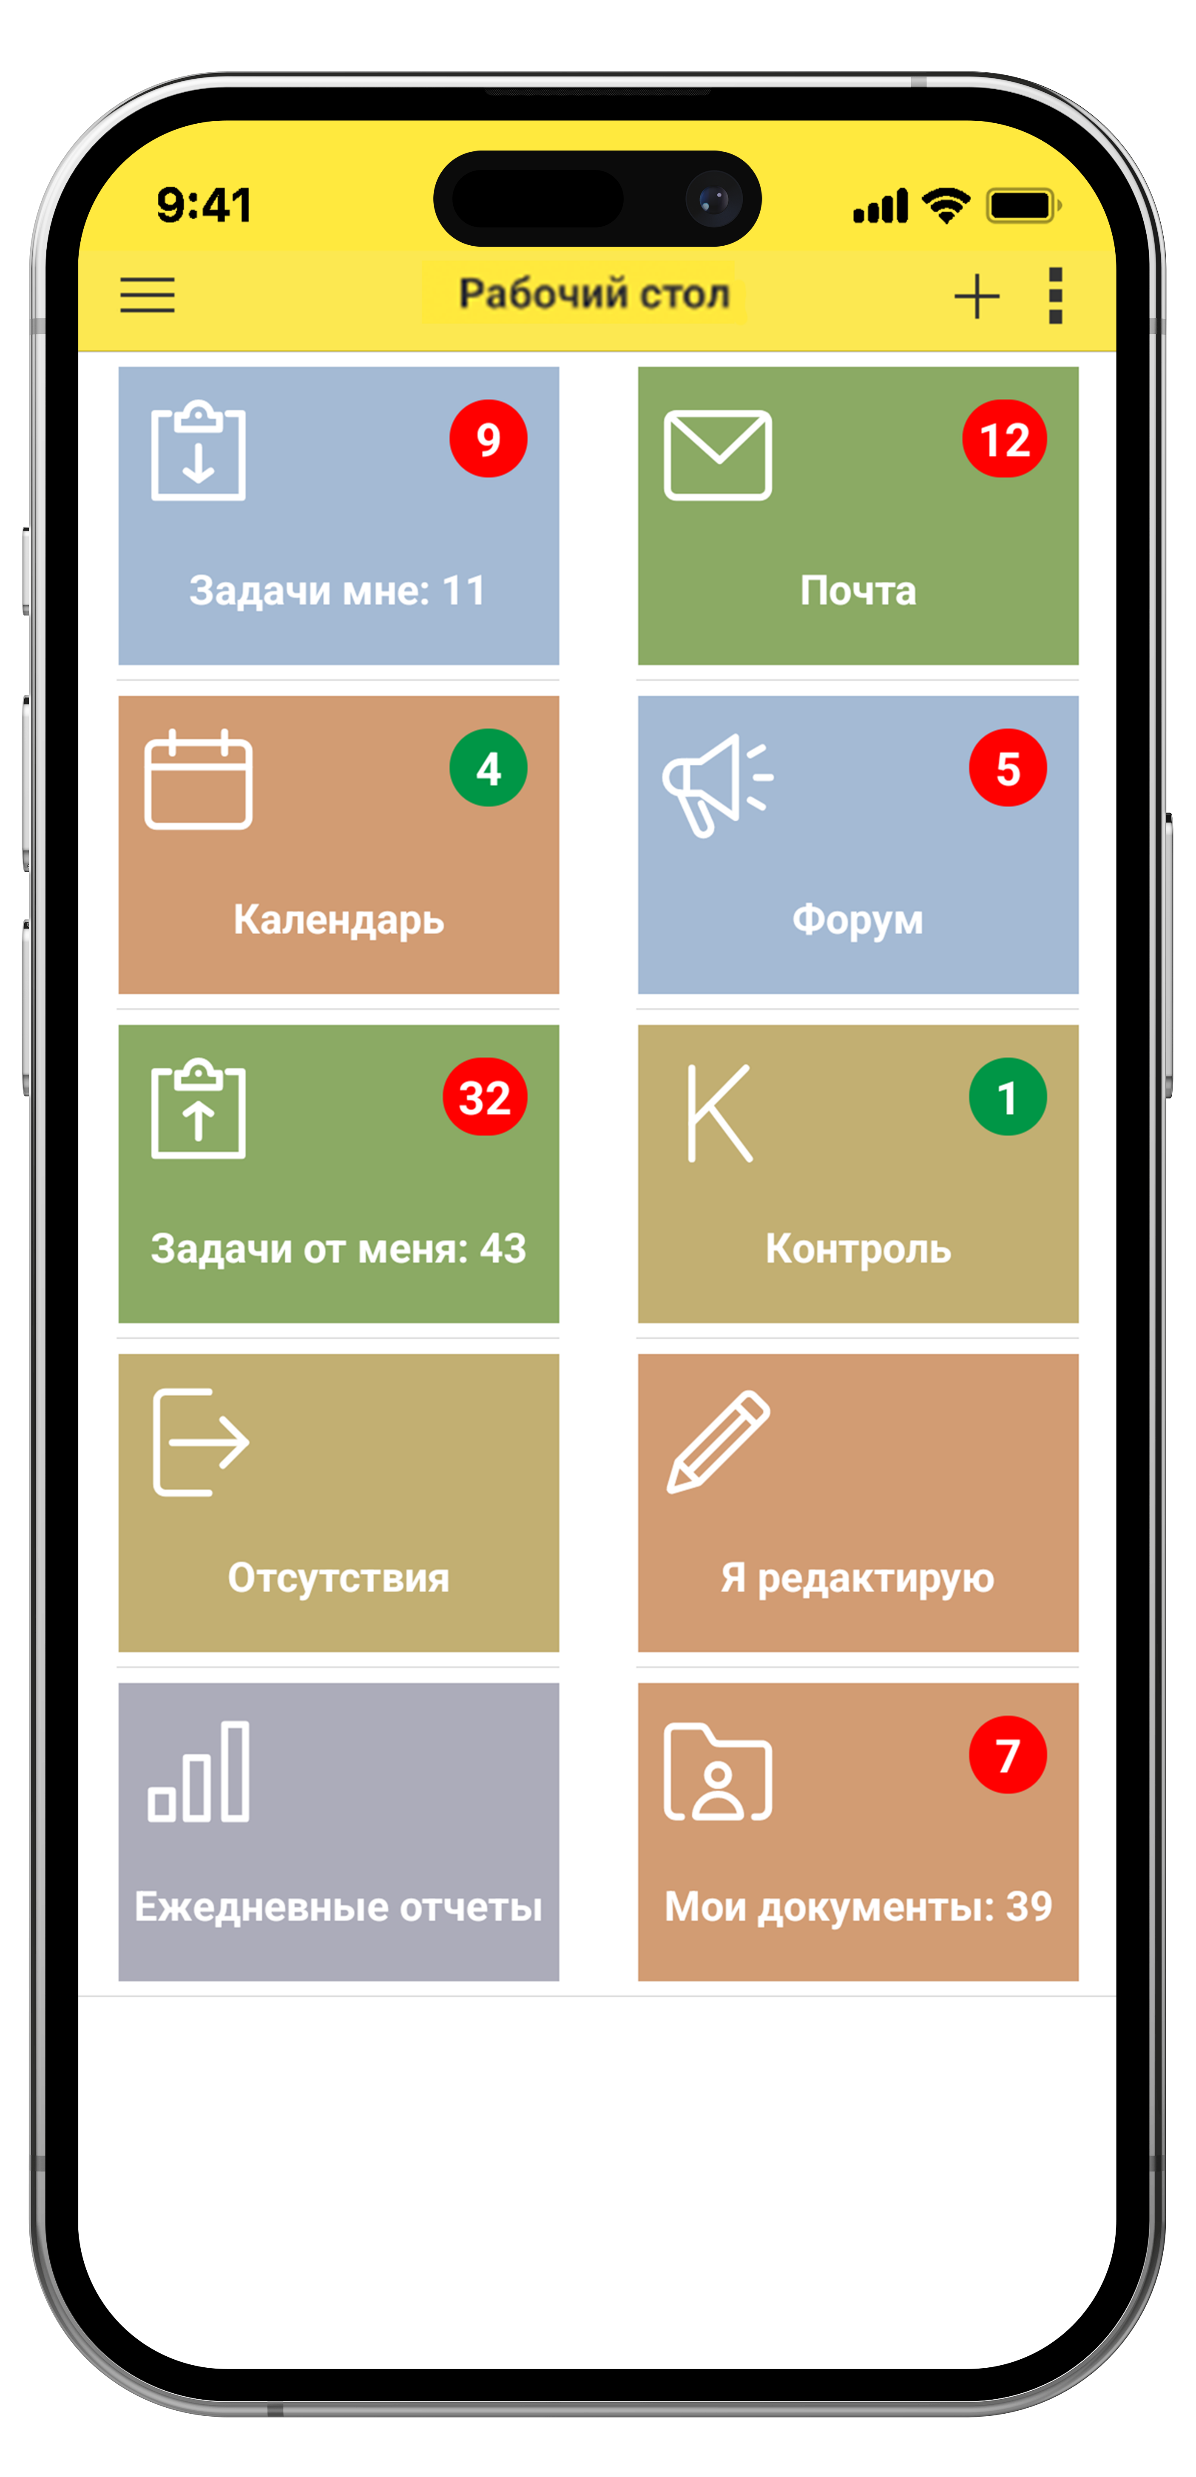 9:41
Рабочий стол
9
Задачи мне: 11
12
Почта
4
Календарь
5
Форум
32
Задачи от меня: 43
1
Контроль
Отсутствия
Я редактирую
Ежедневные отчеты
7
Мои документы: 39